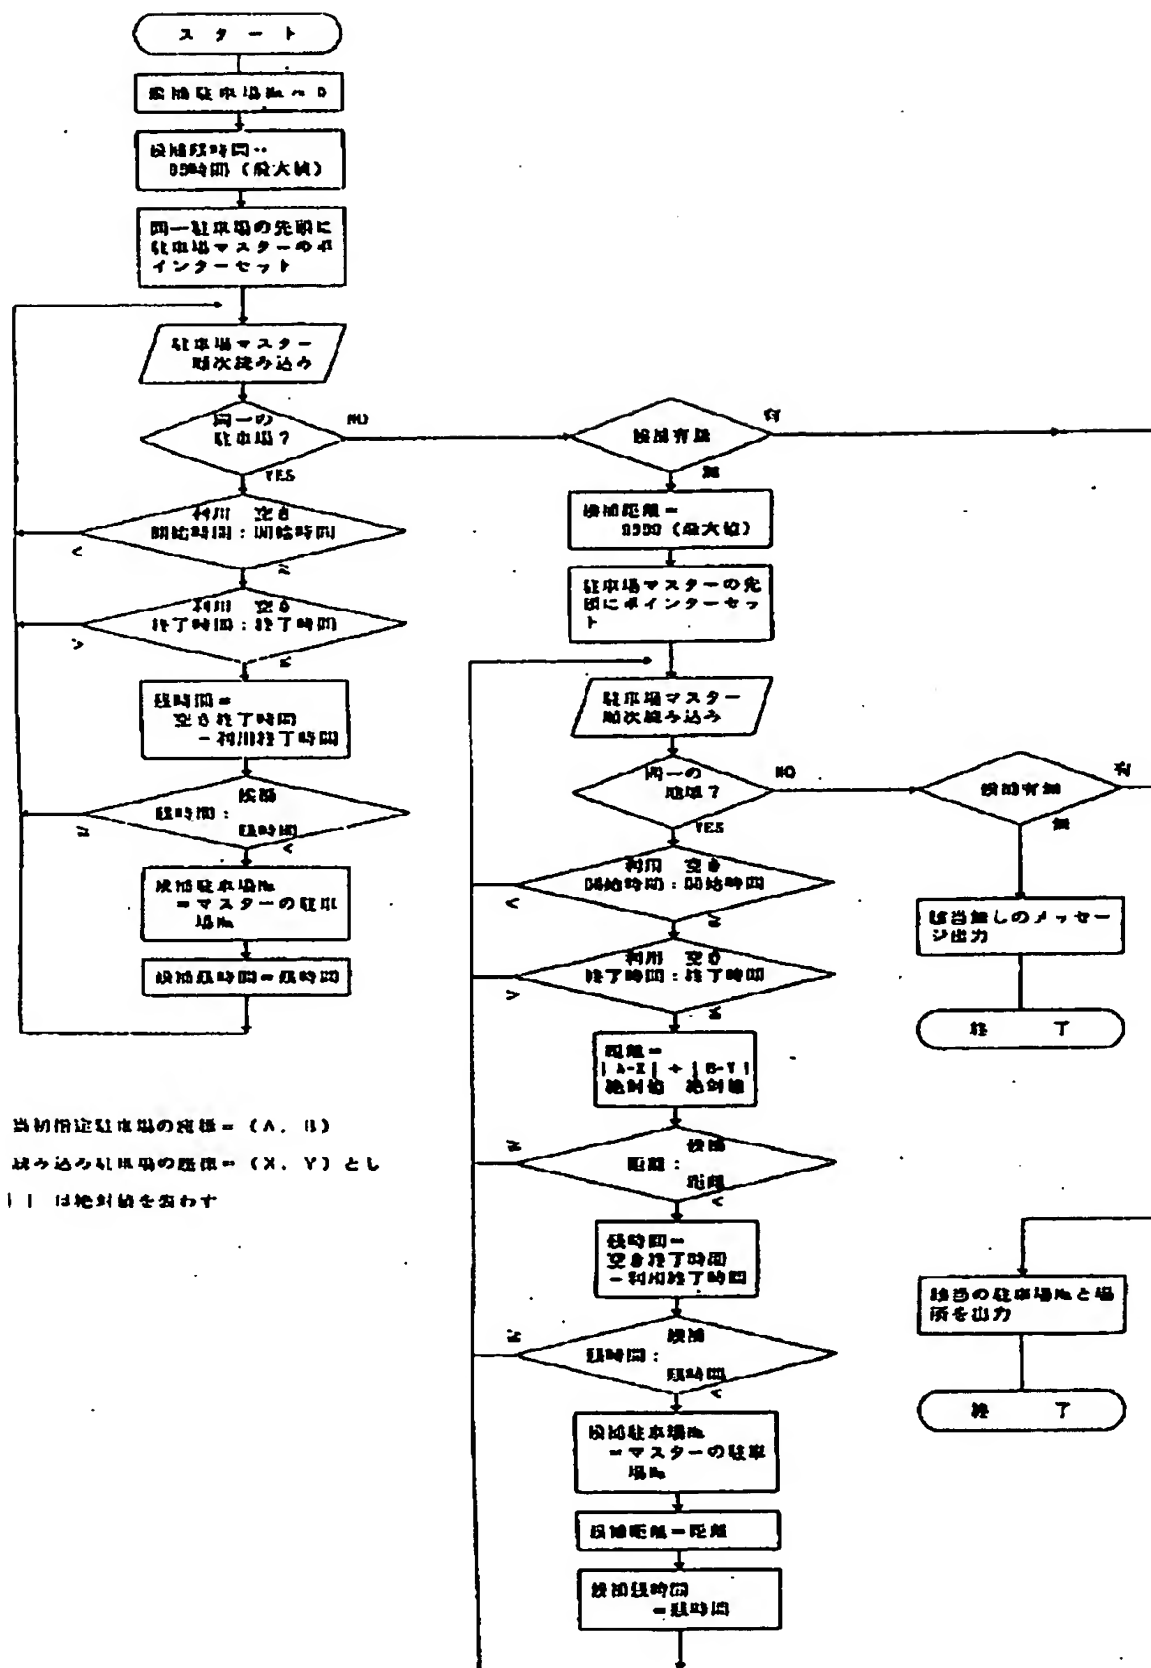 スタート
候補駐車場№=0
候補残時間=
99時間(最大値)
同一駐車場の先頭に
駐車場マスターのポ
インターセット
駐車場マスター
順次読み込み
同一の
駐車場?
NO
YES
利用 空き
開始時間:開始時間
<
≧
利用 空き
終了時間:終了時間
>
≦
残時間=
空き終了時間
-利用終了時間
候補
残時間:
残時間
≧
<
候補駐車場№
=マスターの駐車
場№
候補残時間=残時間
当初指定駐車場の座標=(A, B)
読み込み駐車場の座標=(X, Y)とし
| | は絶対値を表わす
候補有無
有
無
候補距離=
9999(最大値)
駐車場マスターの先
頭にポインターセッ
ト
駐車場マスター
順次読み込み
同一の
地域?
NO
YES
利用 空き
開始時間:開始時間
<
≧
利用 空き
終了時間:終了時間
>
≦
距離=
|A-X|+|B-Y|
絶対値 絶対値
候補
距離:
距離
≧
<
残時間=
空き終了時間
-利用終了時間
候補
残時間:
残時間
≧
<
候補駐車場№
=マスターの駐車
場№
候補距離=距離
候補残時間
=残時間
候補有無
有
無
該当無しのメッセー
ジ出力
終 了
該当の駐車場№と場
所を出力
終 了